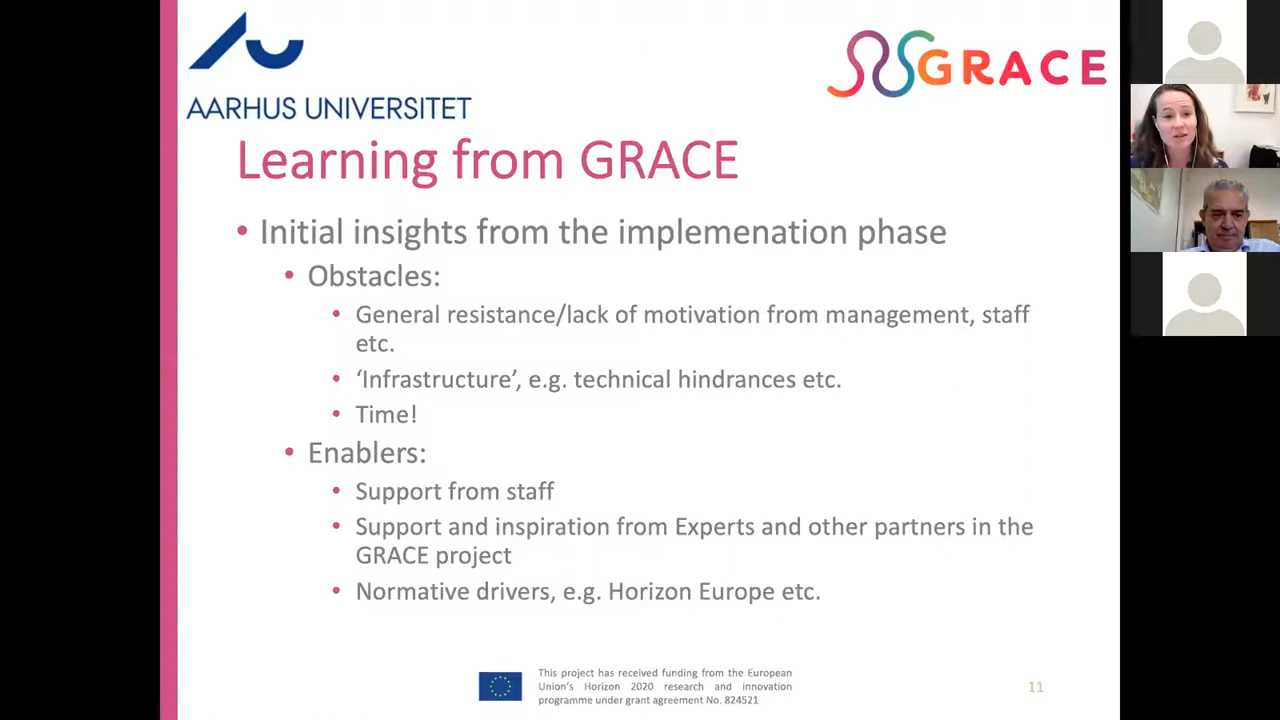 AARHUS UNIVERSITET
GRACE
Learning from GRACE
• Initial insights from the implemenation phase
• Obstacles:
• General resistance/lack of motivation from management, staff
etc.
• ‘Infrastructure’, e.g. technical hindrances etc.
• Time!
• Enablers:
• Support from staff
• Support and inspiration from Experts and other partners in the
GRACE project
• Normative drivers, e.g. Horizon Europe etc.
This project has received funding from the European
Union's Horizon 2020 research and innovation
programme under grant agreement No. 824521
11